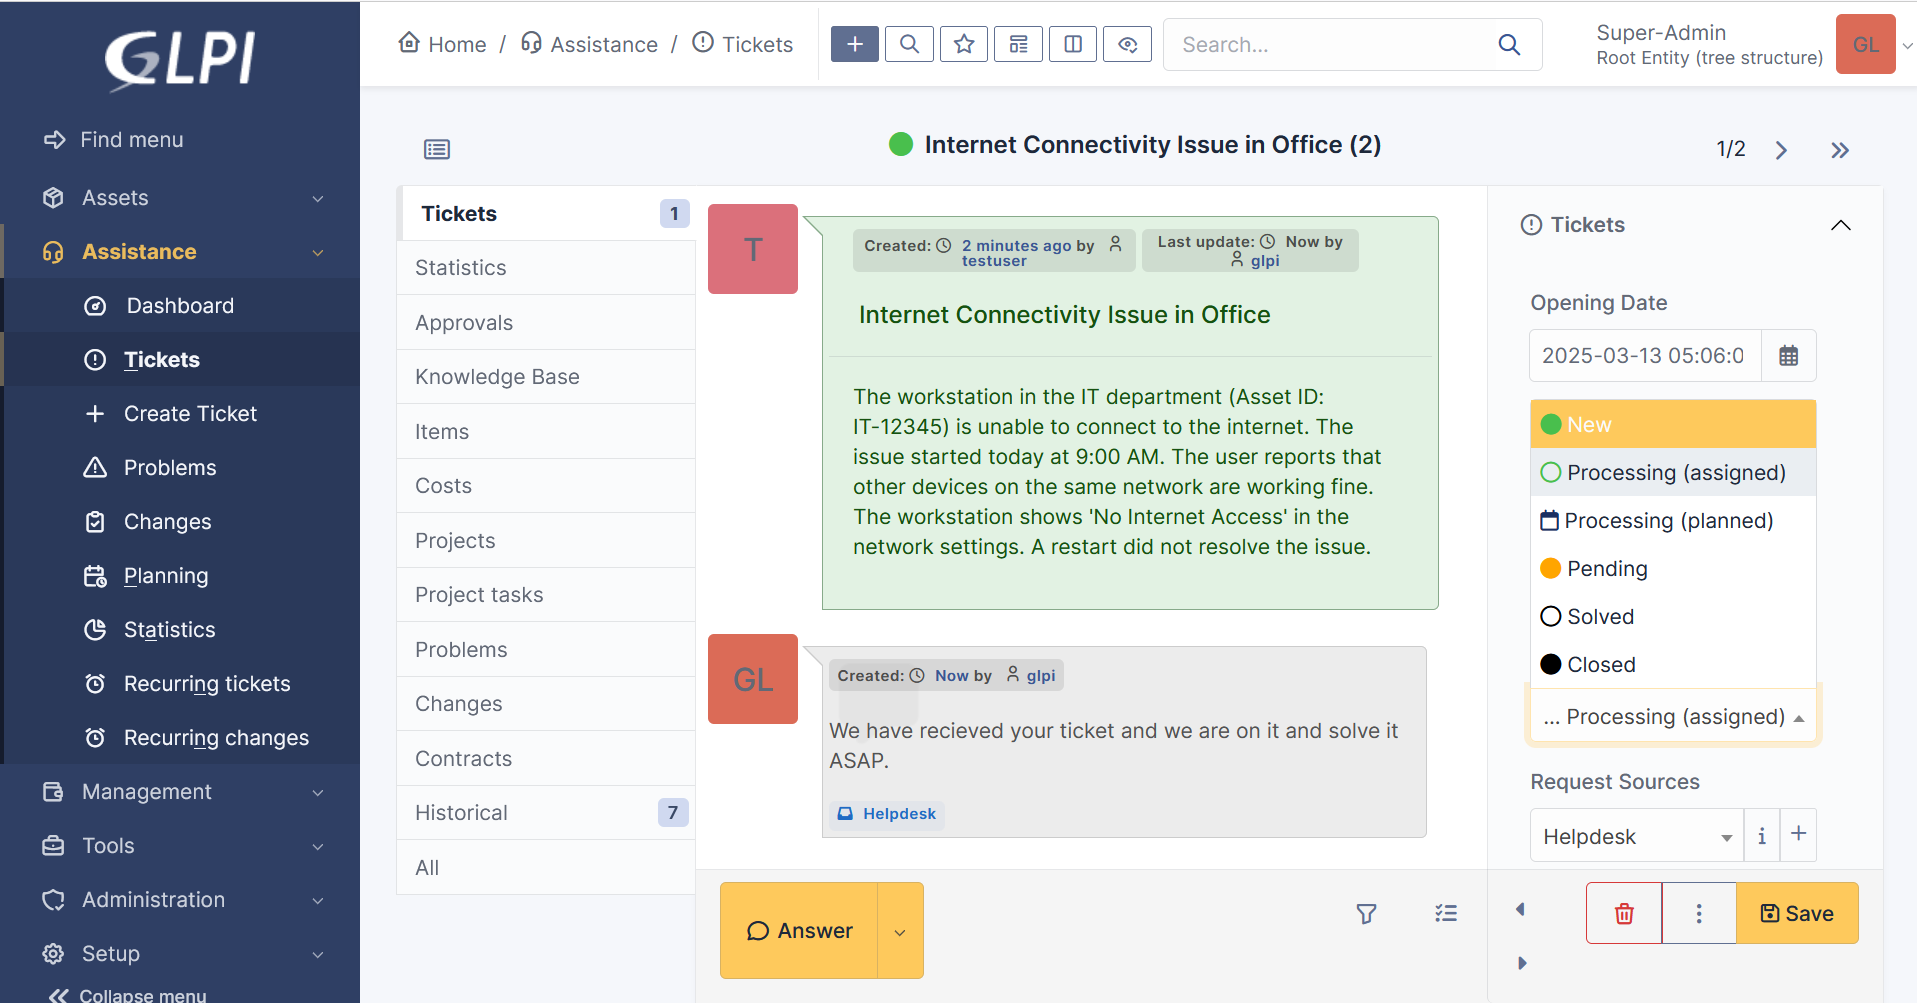 GLPI
Find menu
Assets
Assistance
Dashboard
Tickets
Create Ticket
Problems
Changes
Planning
Statistics
Recurring tickets
Recurring changes
Management
Tools
Administration
Setup
Collapse menu
Home / Assistance / Tickets
Search...
Super-Admin
Root Entity (tree structure)
GL
Internet Connectivity Issue in Office (2)
1/2
Tickets 1
Statistics
Approvals
Knowledge Base
Items
Costs
Projects
Project tasks
Problems
Changes
Contracts
Historical 7
All
T
Created: 2 minutes ago by
testuser
Last update: Now by
glpi
Internet Connectivity Issue in Office
The workstation in the IT department (Asset ID:
IT-12345) is unable to connect to the internet. The
issue started today at 9:00 AM. The user reports that
other devices on the same network are working fine.
The workstation shows 'No Internet Access' in the
network settings. A restart did not resolve the issue.
GL
Created: Now by glpi
We have recieved your ticket and we are on it and solve it
ASAP.
Helpdesk
Answer
Tickets
Opening Date
2025-03-13 05:06:0
New
Processing (assigned)
Processing (planned)
Pending
Solved
Closed
... Processing (assigned)
Request Sources
Helpdesk
Save